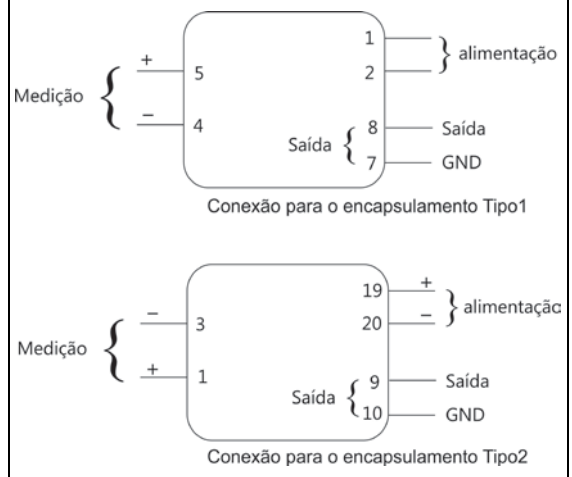 1
+
alimentação
5
2
Medição
−
4
8
Saída
Saída
7
GND
Conexão para o encapsulamento Tipo1
19
+
alimentação
−
3
20
−
Medição
+
1
9
Saída
Saída
10
GND
Conexão para o encapsulamento Tipo2